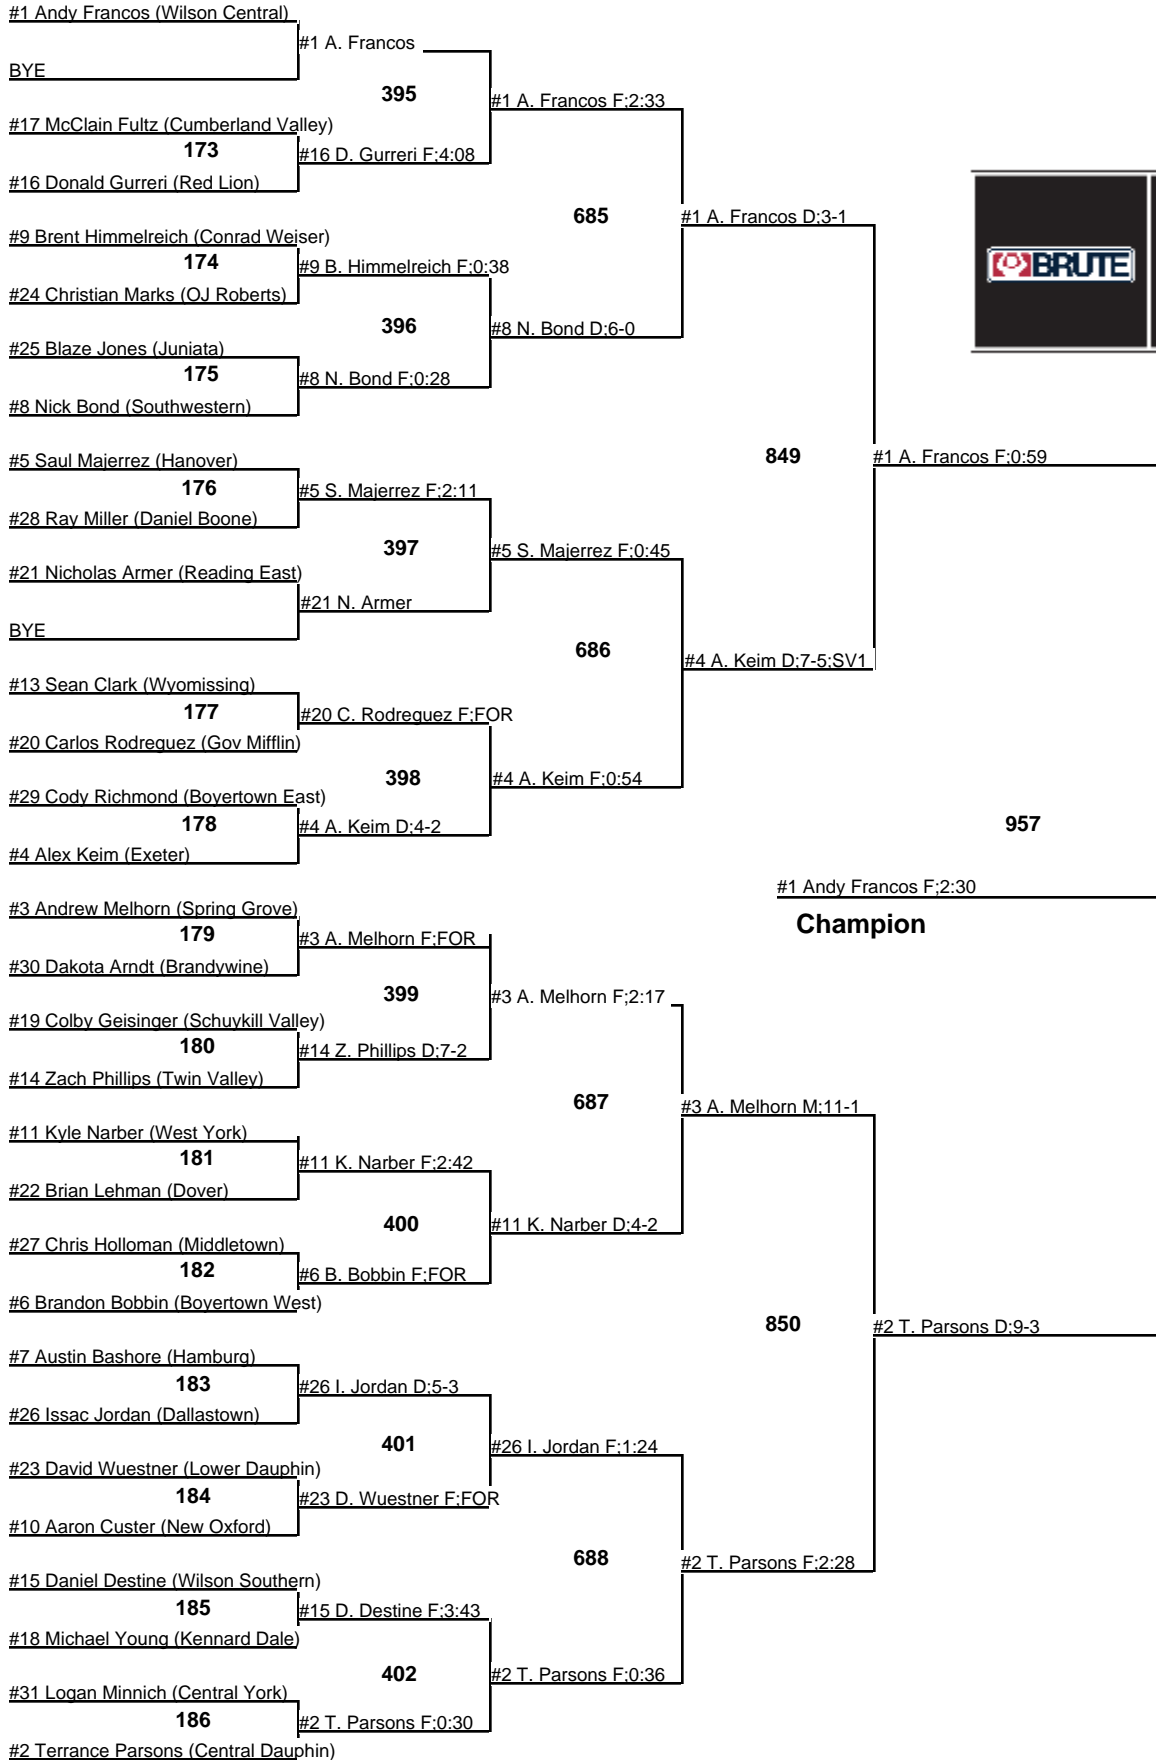 #1 Andy Francos (Wilson Central)
#1 A. Francos
BYE
395
#1 A. Francos F;2:33
#17 McClain Fultz (Cumberland Valley)
173
#16 D. Gurreri F;4:08
#16 Donald Gurreri (Red Lion)
685
#1 A. Francos D;3-1
#9 Brent Himmelreich (Conrad Weiser)
174
#9 B. Himmelreich F;0:38
BRUTE
#24 Christian Marks (OJ Roberts)
396
#8 N. Bond D;6-0
#25 Blaze Jones (Juniata)
175
#8 N. Bond F;0:28
#8 Nick Bond (Southwestern)
849
#1 A. Francos F;0:59
#5 Saul Majerrez (Hanover)
176
#5 S. Majerrez F;2:11
#28 Ray Miller (Daniel Boone)
397
#5 S. Majerrez F;0:45
#21 Nicholas Armer (Reading East)
#21 N. Armer
BYE
686
#4 A. Keim D;7-5;SV1
#13 Sean Clark (Wyomissing)
177
#20 C. Rodreguez F;FOR
#20 Carlos Rodreguez (Gov Mifflin)
398
#4 A. Keim F;0:54
#29 Cody Richmond (Boyertown East)
178
#4 A. Keim D;4-2
957
#4 Alex Keim (Exeter)
#1 Andy Francos F;2:30
Champion
#3 Andrew Melhorn (Spring Grove)
179
#3 A. Melhorn F;FOR
#30 Dakota Arndt (Brandywine)
399
#3 A. Melhorn F;2:17
#19 Colby Geisinger (Schuykill Valley)
180
#14 Z. Phillips D;7-2
#14 Zach Phillips (Twin Valley)
687
#3 A. Melhorn M;11-1
#11 Kyle Narber (West York)
181
#11 K. Narber F;2:42
#22 Brian Lehman (Dover)
400
#11 K. Narber D;4-2
#27 Chris Holloman (Middletown)
182
#6 B. Bobbin F;FOR
#6 Brandon Bobbin (Boyertown West)
850
#2 T. Parsons D;9-3
#7 Austin Bashore (Hamburg)
183
#26 I. Jordan D;5-3
#26 Issac Jordan (Dallastown)
401
#26 I. Jordan F;1:24
#23 David Wuestner (Lower Dauphin)
184
#23 D. Wuestner F;FOR
#10 Aaron Custer (New Oxford)
688
#2 T. Parsons F;2:28
#15 Daniel Destine (Wilson Southern)
185
#15 D. Destine F;3:43
#18 Michael Young (Kennard Dale)
402
#2 T. Parsons F;0:36
#31 Logan Minnich (Central York)
186
#2 T. Parsons F;0:30
#2 Terrance Parsons (Central Dauphin)